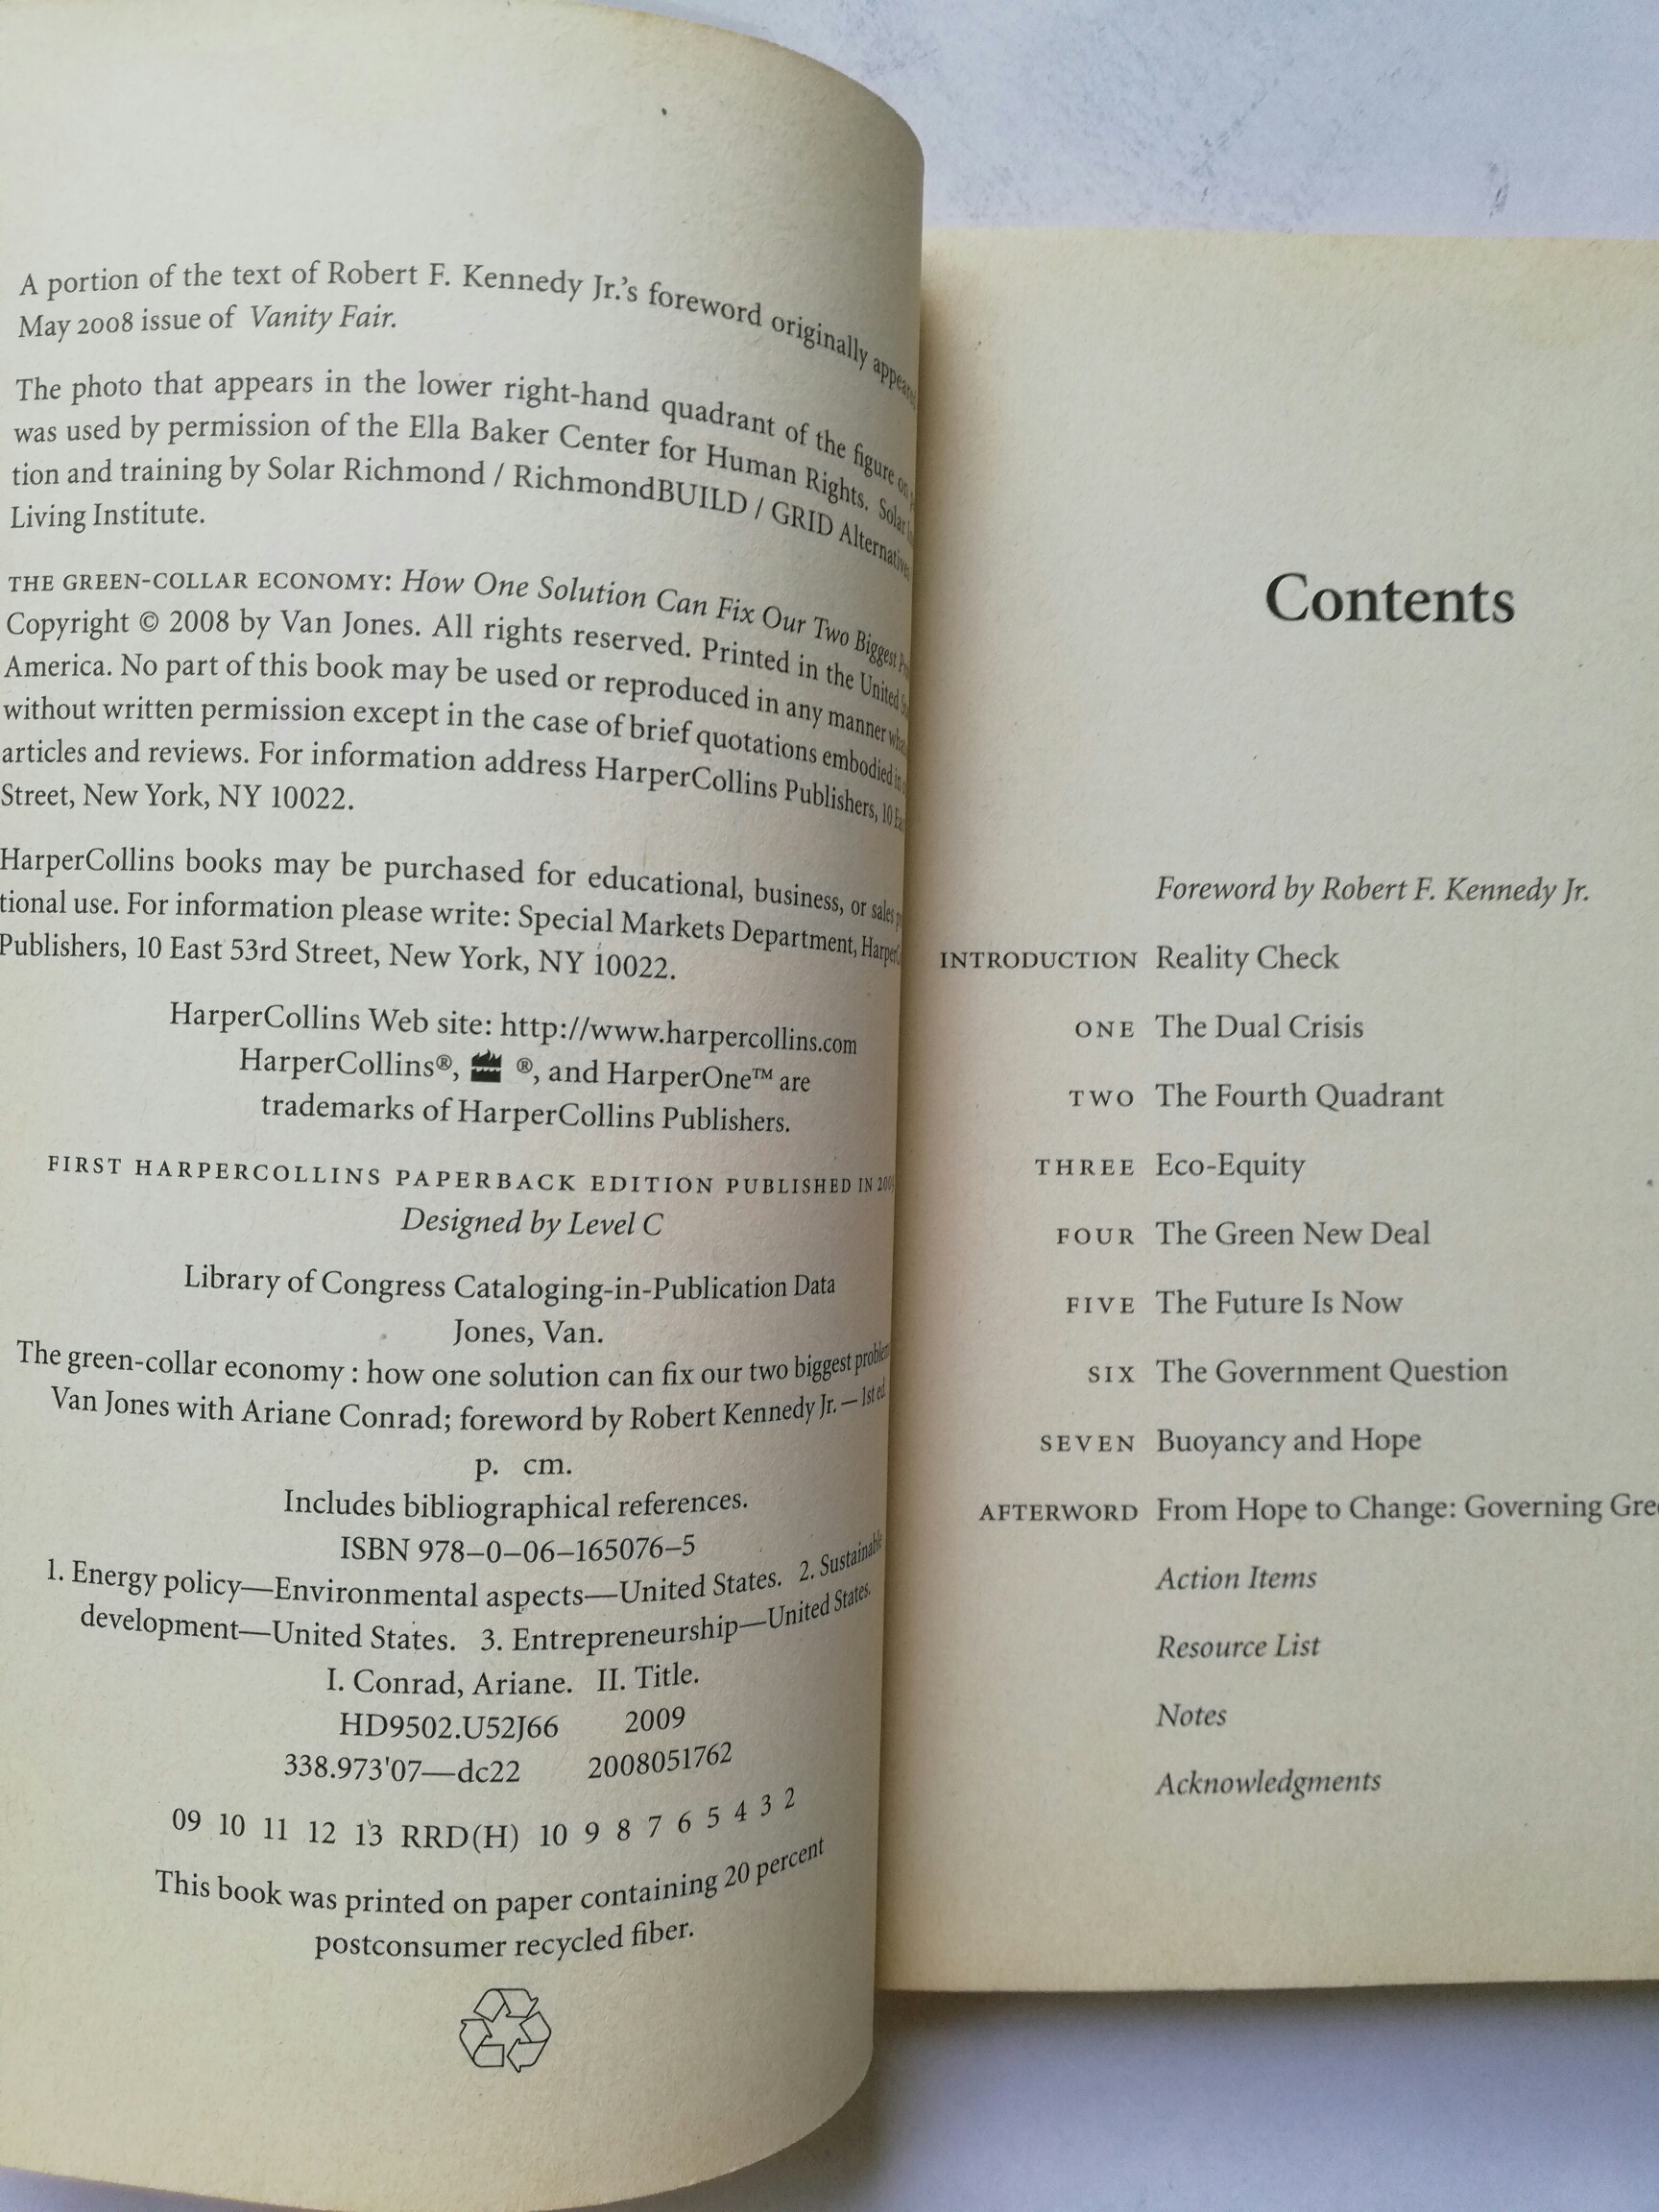 A portion of the text of Robert F. Kennedy Jr.'s foreword originally
May 2008 issue of Vanity Fair.
The photo that appears in the lower right-hand quadrant of the figure on
was used by permission of the Ella Baker Center for Human Rights. Solar
tion and training by Solar Richmond / RichmondBUILD / GRID Alternatives
Living Institute.
THE GREEN-COLLAR ECONOMY: How One Solution Can Fix Our Two Biggest
Copyright © 2008 by Van Jones. All rights reserved. Printed in the United
America. No part of this book may be used or reproduced in any manner
without written permission except in the case of brief quotations embodied in
articles and reviews. For information address HarperCollins Publishers, 10
Street, New York, NY 10022.
HarperCollins books may be purchased for educational, business, or sales
tional use. For information please write: Special Markets Department,
Publishers, 10 East 53rd Street, New York, NY 10022.
HarperCollins Web site: http://www.harpercollins.com
HarperCollins®, ®, and HarperOne™ are
trademarks of HarperCollins Publishers.
FIRST HARPERCOLLINS PAPERBACK EDITION PUBLISHED IN
Designed by Level C
Library of Congress Cataloging-in-Publication Data
Jones, Van.
The green-collar economy : how one solution can fix our two biggest
Van Jones with Ariane Conrad; foreword by Robert Kennedy Jr. — 1st ed.
p. cm.
Includes bibliographical references.
ISBN 978–0–06–165076–5
1. Energy policy—Environmental aspects—United States. 2. Sustainable
development—United States. 3. Entrepreneurship—United States.
I. Conrad, Ariane. II. Title.
HD9502.U52J66 2009
338.973'07—dc22 2008051762
09 10 11 12 13 RRD(H) 10 9 8 7 6 5 4 3 2
This book was printed on paper containing 20 percent
postconsumer recycled fiber.
Contents
Foreword by Robert F. Kennedy Jr.
INTRODUCTION Reality Check
ONE The Dual Crisis
TWO The Fourth Quadrant
THREE Eco-Equity
FOUR The Green New Deal
FIVE The Future Is Now
SIX The Government Question
SEVEN Buoyancy and Hope
AFTERWORD From Hope to Change: Governing
Action Items
Resource List
Notes
Acknowledgments